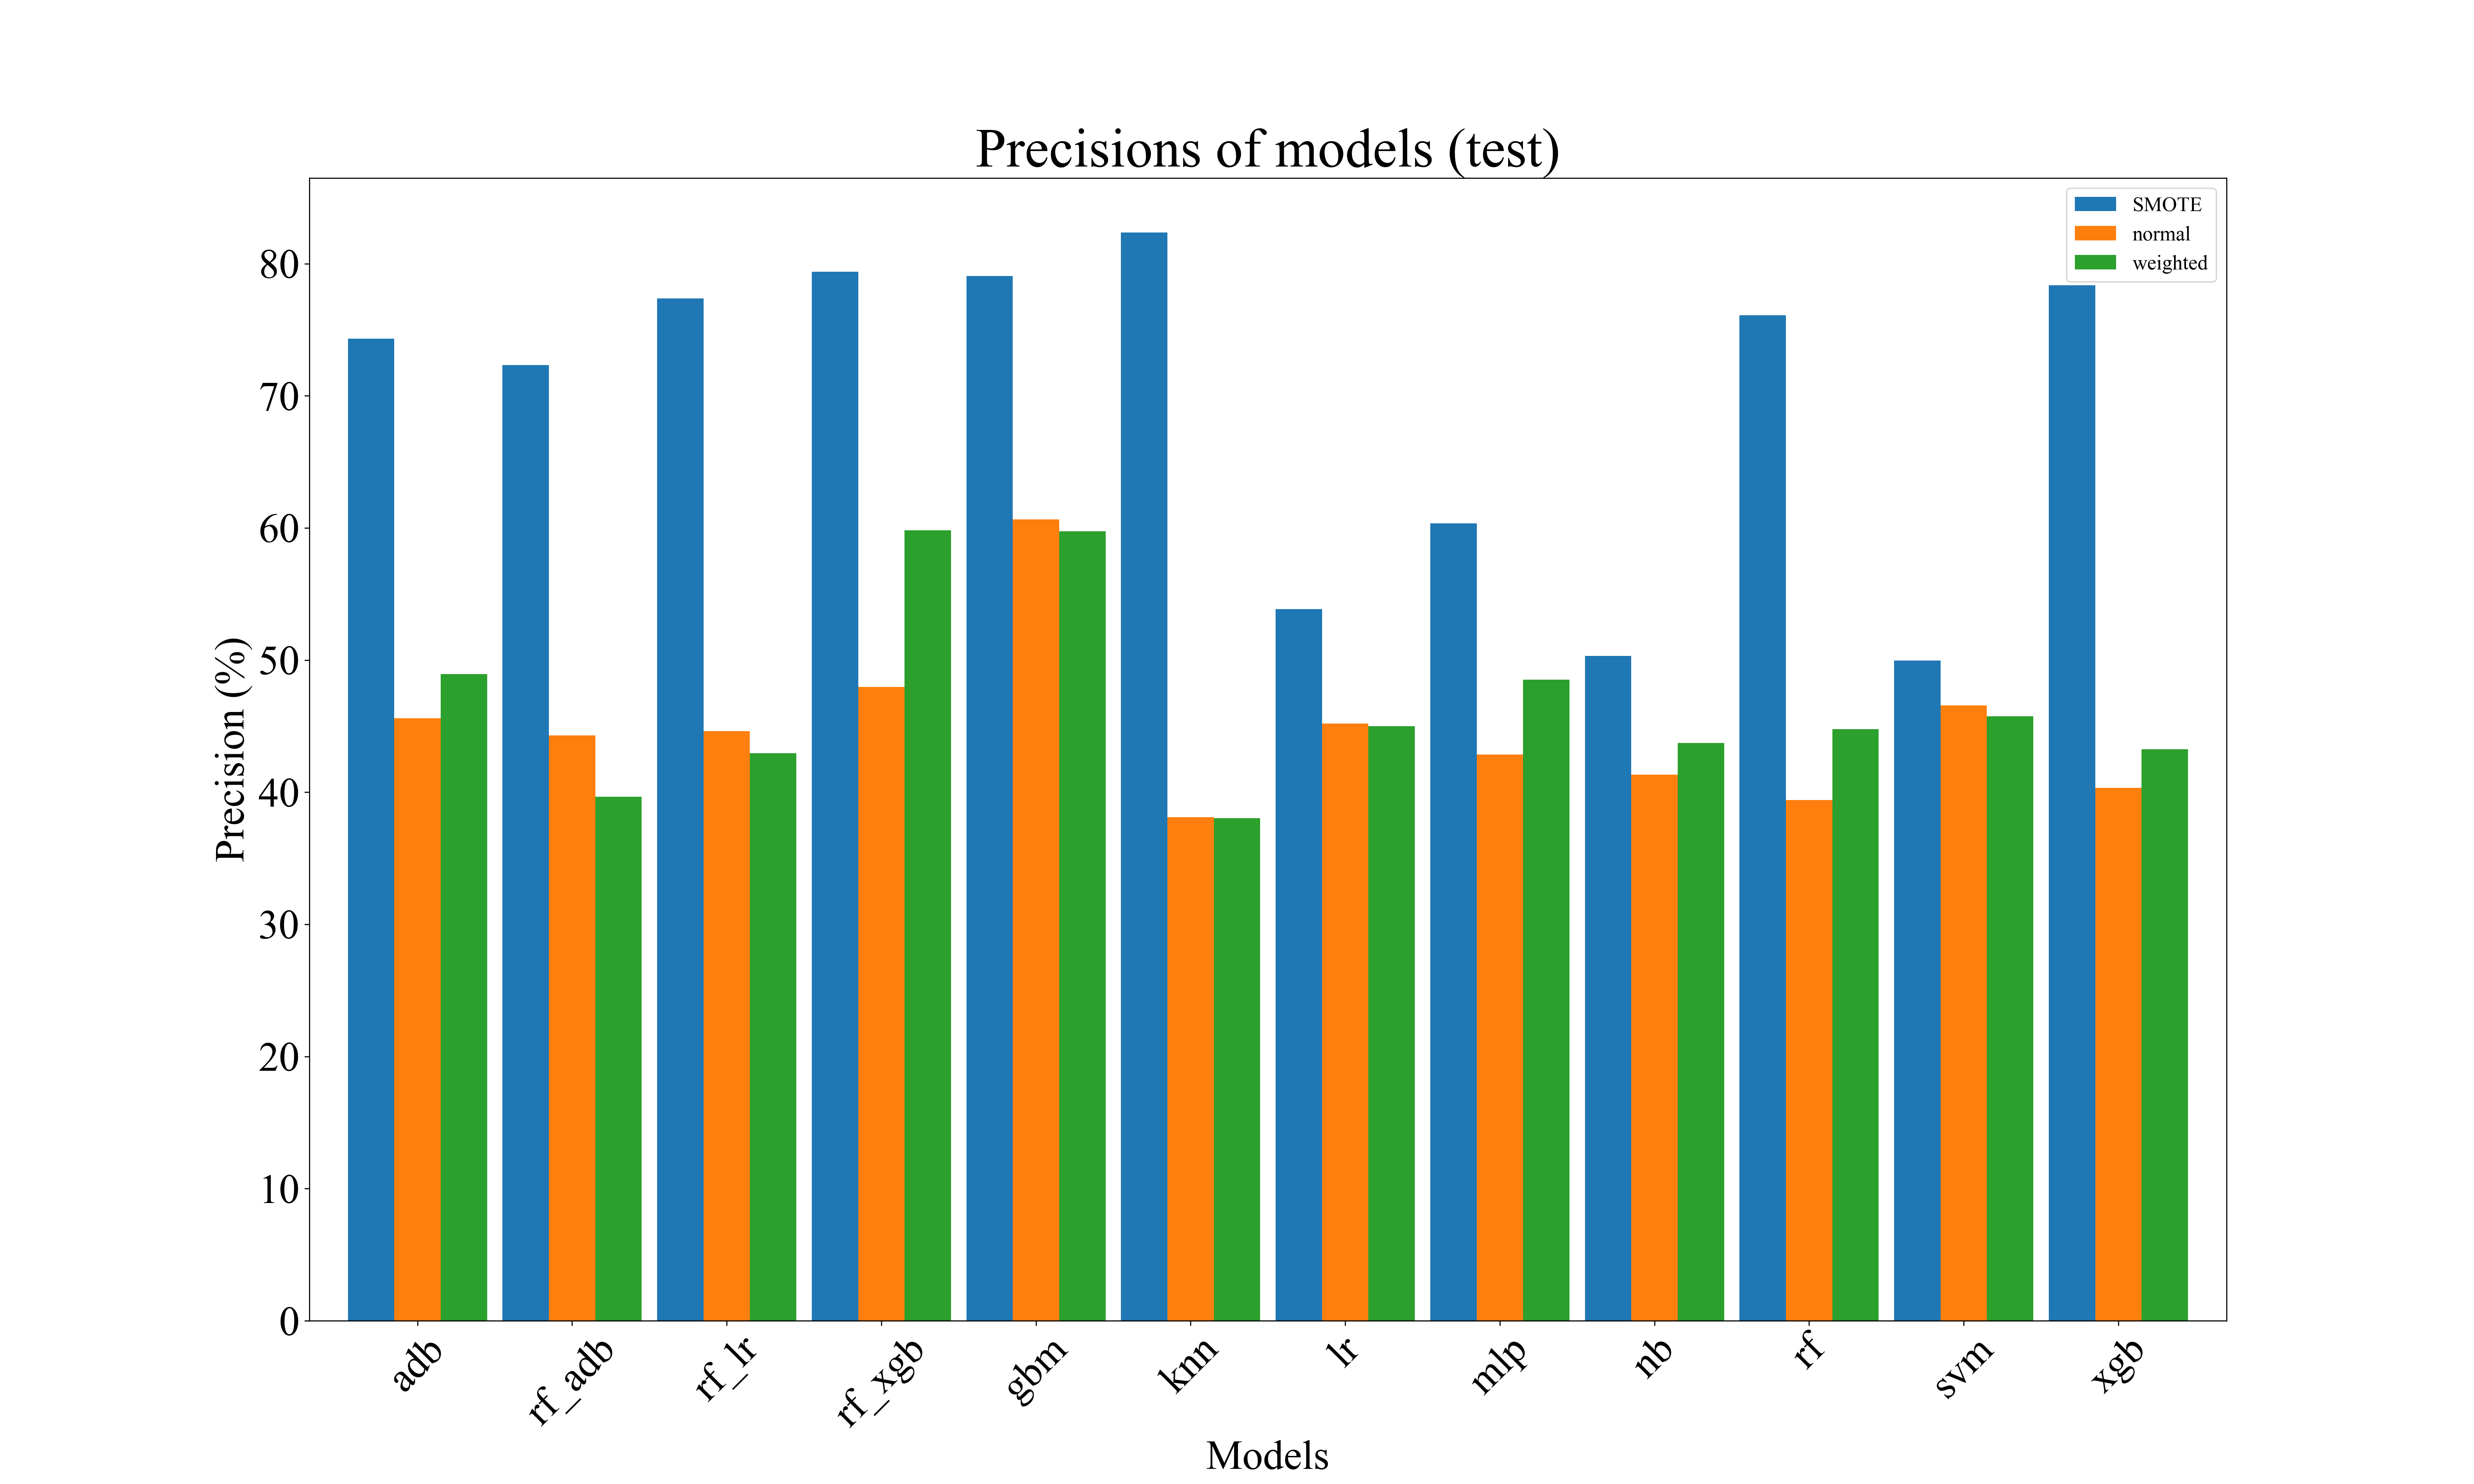 Precisions of models (test)
SMOTE
normal
weighted
Precision (%)
80
70
60
50
40
30
20
10
0
adb
rf_adb
rf_lr
rf_xgb
gbm
knn
lr
mlp
nb
rf
svm
xgb
Models